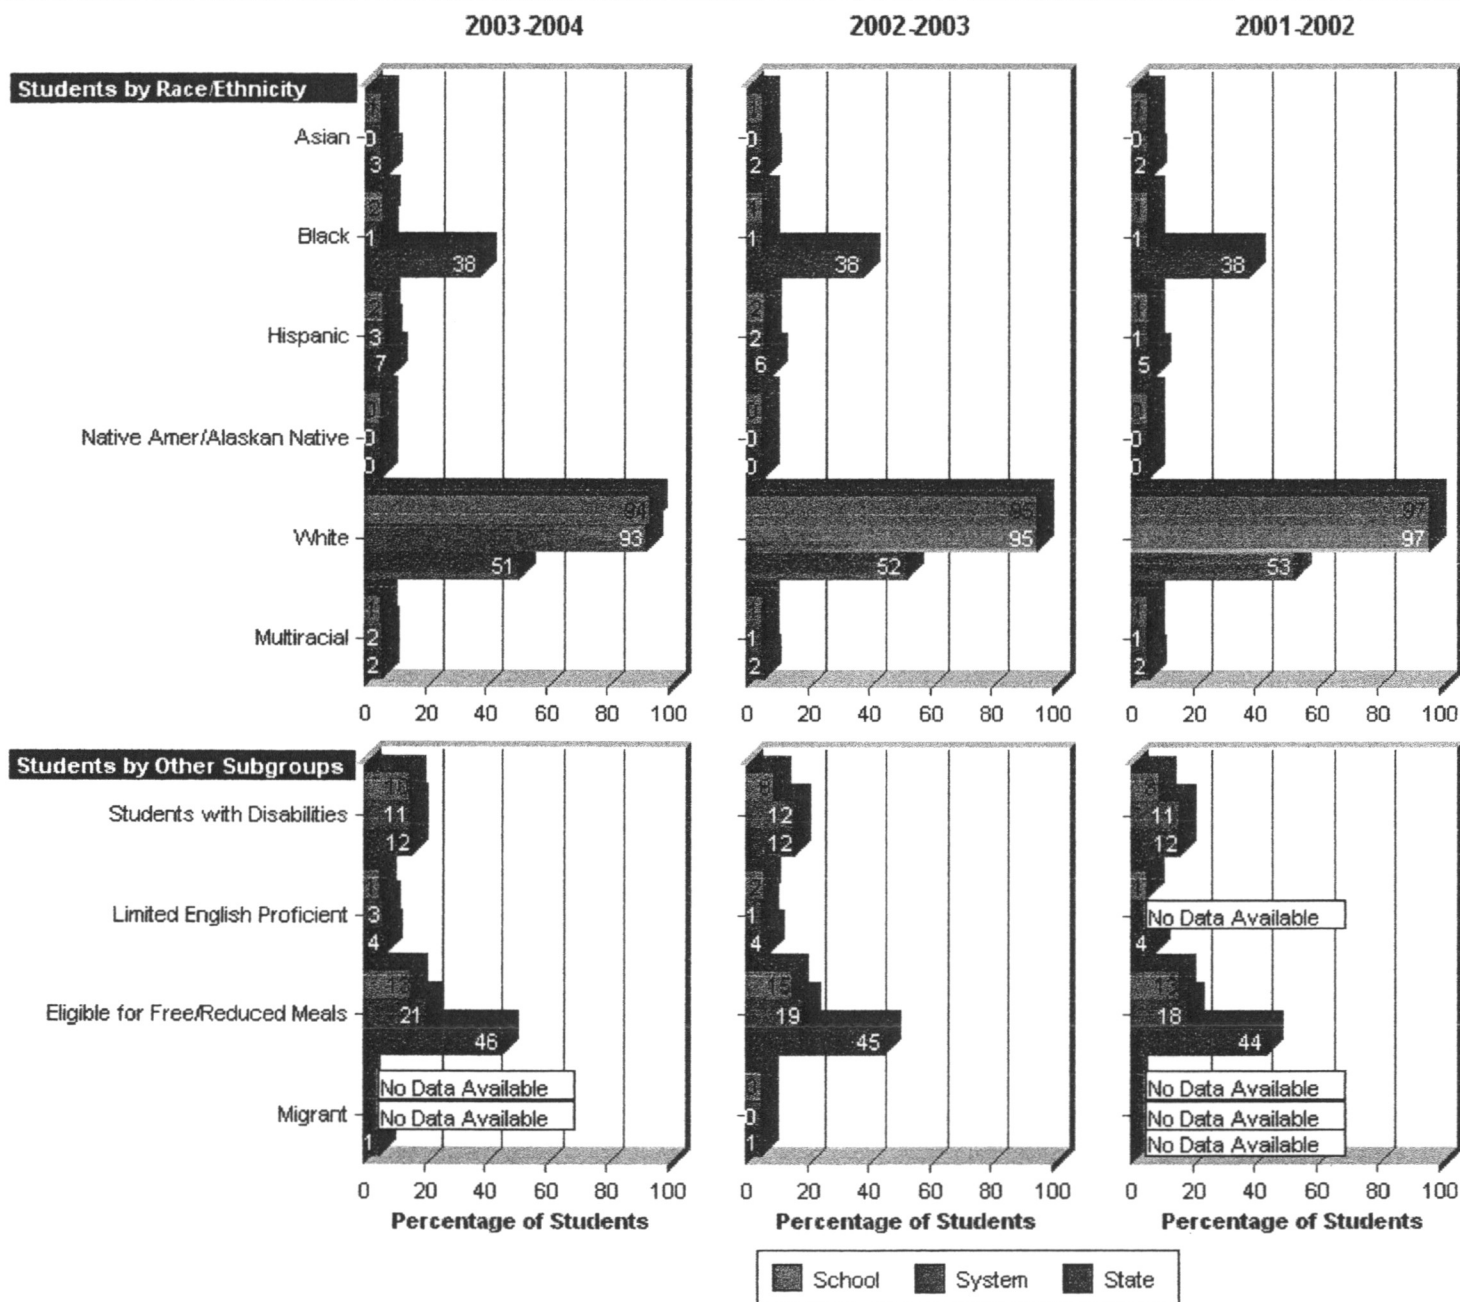 2003-2004 2002-2003 2001-2002
Students by Race/Ethnicity
Asian 0 0 0
3 2 2
Black 1 1 1
38 38 38
Hispanic 3 2 1
7 6 5
Native Amer/Alaskan Native 0 0 0
0 0 0
94 95 97
White 93 95 97
51 52 53
Multiracial 2 1 1
2 2 2
0 20 40 60 80 100 0 20 40 60 80 100 0 20 40 60 80 100
Students by Other Subgroups
Students with Disabilities 11 12 11
12 12 12
Limited English Proficient 3 1 No Data Available
4 4 4
Eligible for Free/Reduced Meals 21 19 18
46 45 44
No Data Available No Data Available
Migrant No Data Available 0 No Data Available
1 1 No Data Available
0 20 40 60 80 100 0 20 40 60 80 100 0 20 40 60 80 100
Percentage of Students Percentage of Students Percentage of Students
School System State